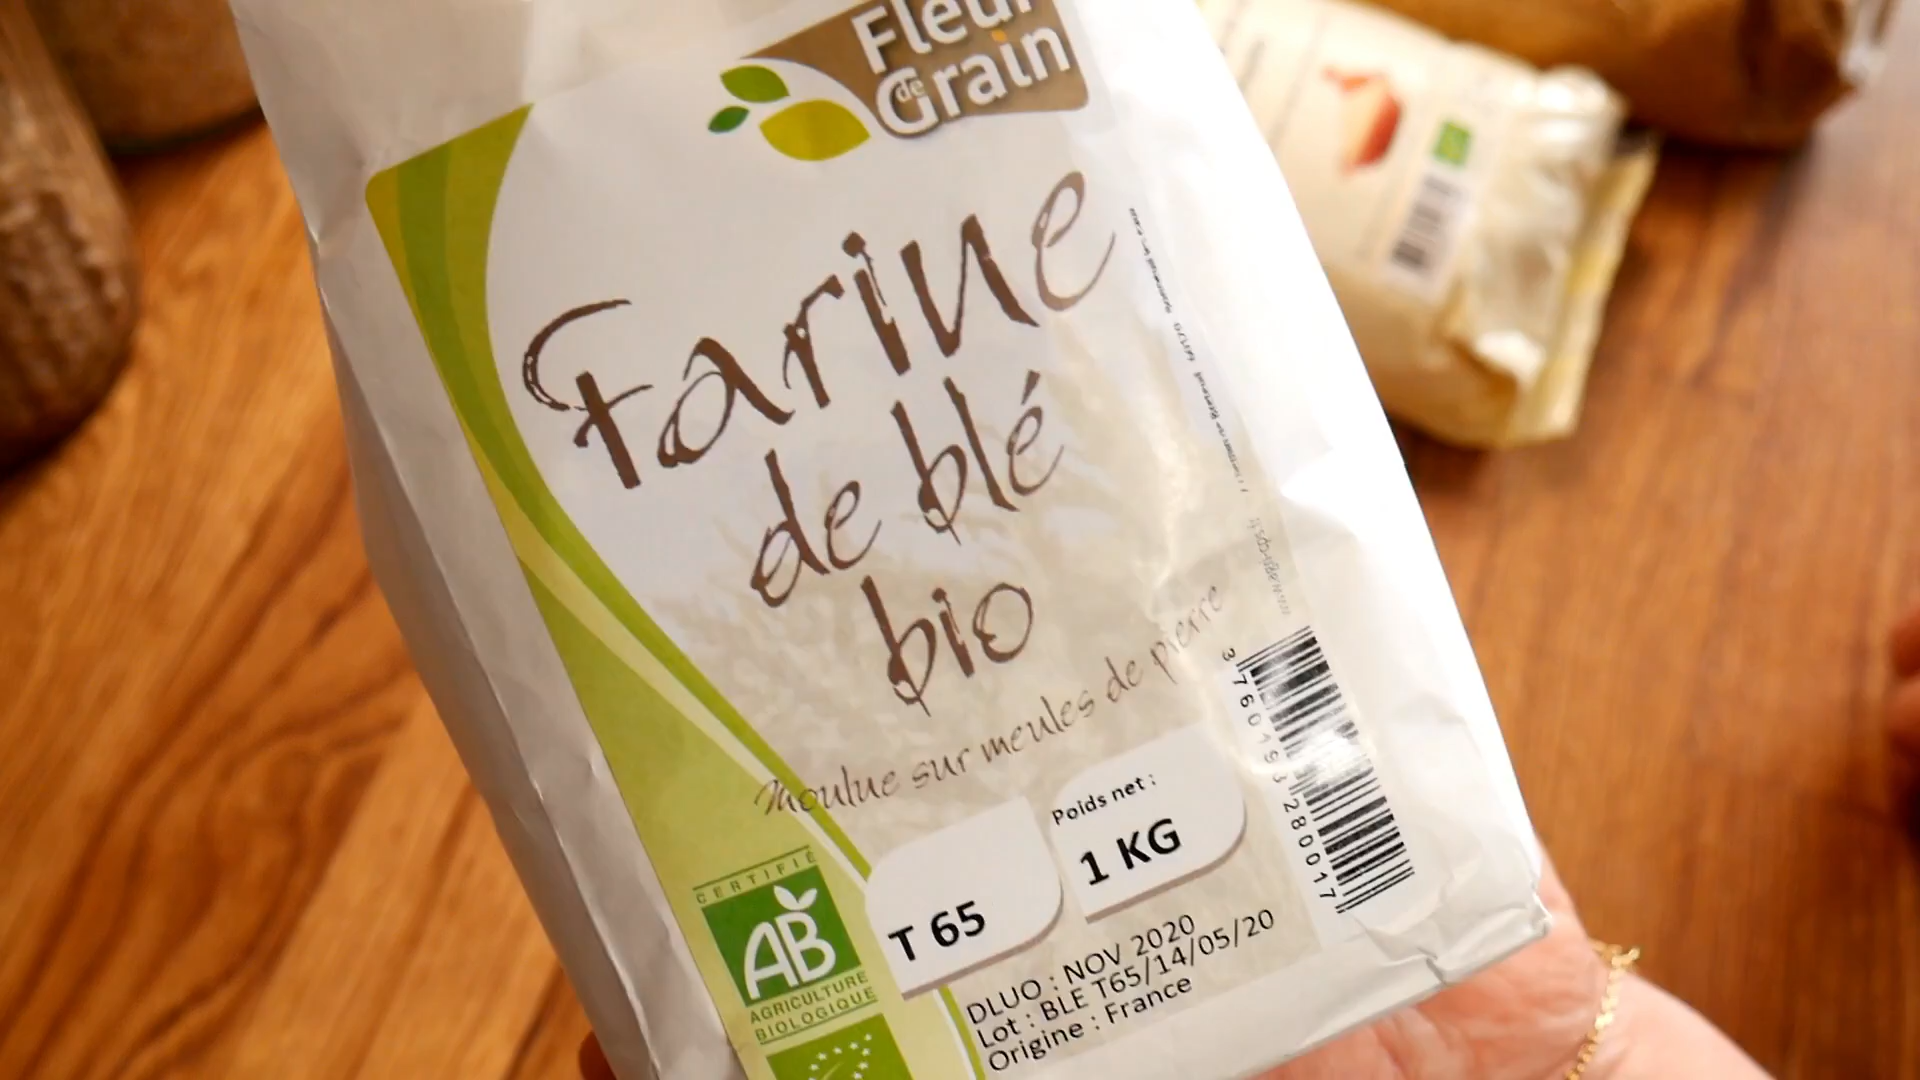 Fleur
de
Grain
Farine
de blé
bio
Moulue sur meules de pierre
Poids net :
1 KG
T 65
CERTIFIÉ
AB
AGRICULTURE
BIOLOGIQUE
DLUO : NOV 2020
Lot : BLE T65/14/05/20
Origine : France